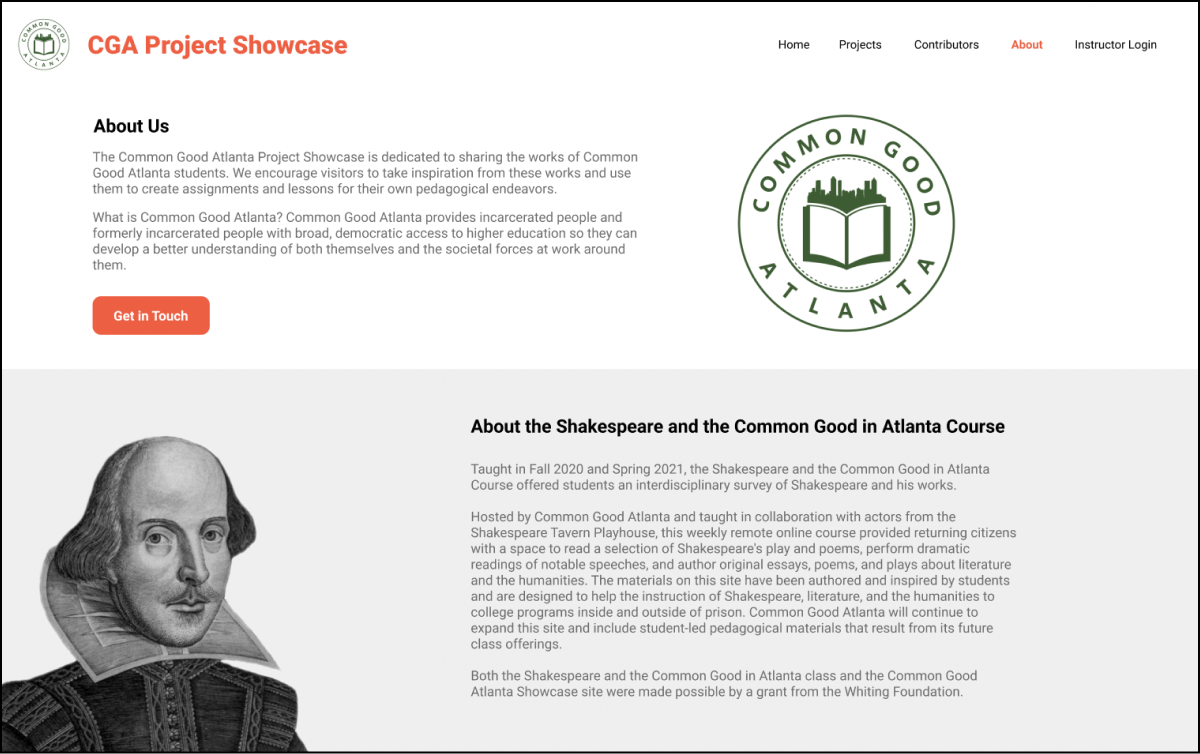 COMMON GOOD
ATLANTA
CGA Project Showcase
Home
Projects
Contributors
About
Instructor Login
About Us
The Common Good Atlanta Project Showcase is dedicated to sharing the works of Common
Good Atlanta students. We encourage visitors to take inspiration from these works and use
them to create assignments and lessons for their own pedagogical endeavors.
What is Common Good Atlanta? Common Good Atlanta provides incarcerated people and
formerly incarcerated people with broad, democratic access to higher education so they can
develop a better understanding of both themselves and the societal forces at work around
them.
Get in Touch
COMMON GOOD
ATLANTA
About the Shakespeare and the Common Good in Atlanta Course
Taught in Fall 2020 and Spring 2021, the Shakespeare and the Common Good in Atlanta
Course offered students an interdisciplinary survey of Shakespeare and his works.
Hosted by Common Good Atlanta and taught in collaboration with actors from the
Shakespeare Tavern Playhouse, this weekly remote online course provided returning citizens
with a space to read a selection of Shakespeare's play and poems, perform dramatic
readings of notable speeches, and author original essays, poems, and plays about literature
and the humanities. The materials on this site have been authored and inspired by students
and are designed to help the instruction of Shakespeare, literature, and the humanities to
college programs inside and outside of prison. Common Good Atlanta will continue to
expand this site and include student-led pedagogical materials that result from its future
class offerings.
Both the Shakespeare and the Common Good in Atlanta class and the Common Good
Atlanta Showcase site were made possible by a grant from the Whiting Foundation.